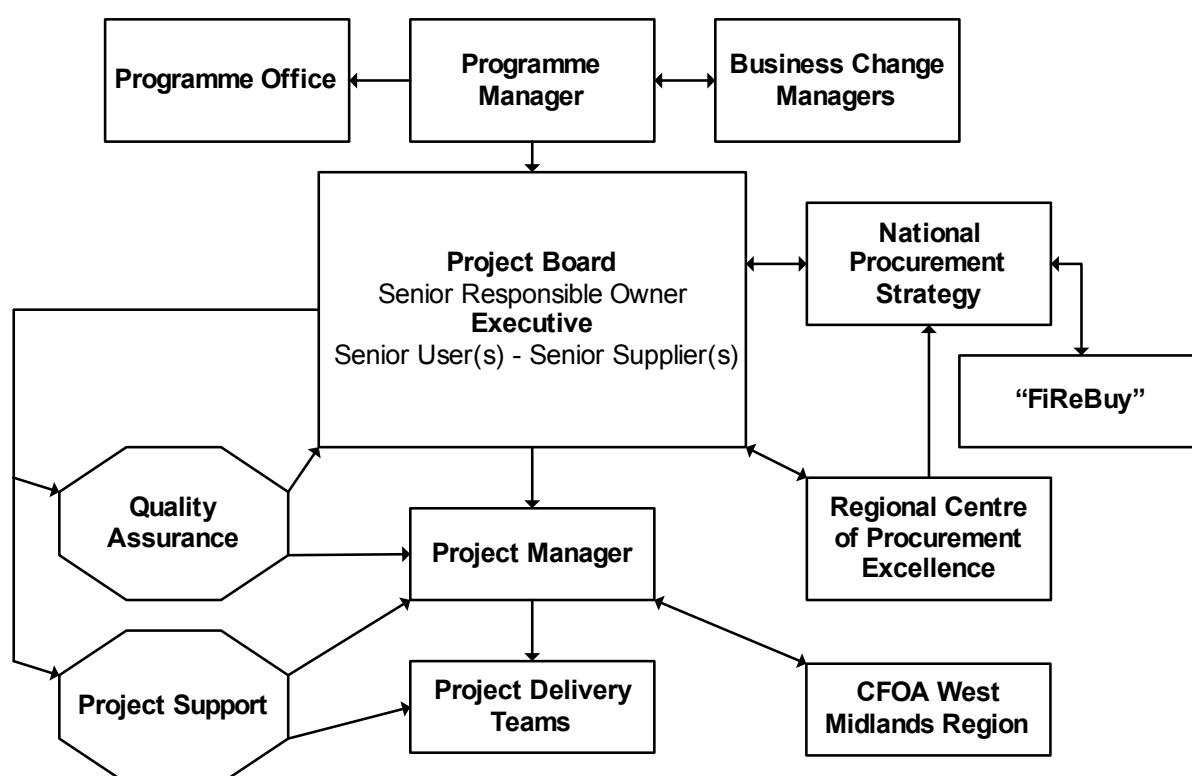 Programme Office
Programme
Manager
Business Change
Managers
Project Board
Senior Responsible Owner
Executive
Senior User(s) - Senior Supplier(s)
National
Procurement
Strategy
“FiReBuy”
Quality
Assurance
Project Manager
Regional Centre
of Procurement
Excellence
Project Support
Project Delivery
Teams
CFOA West
Midlands Region